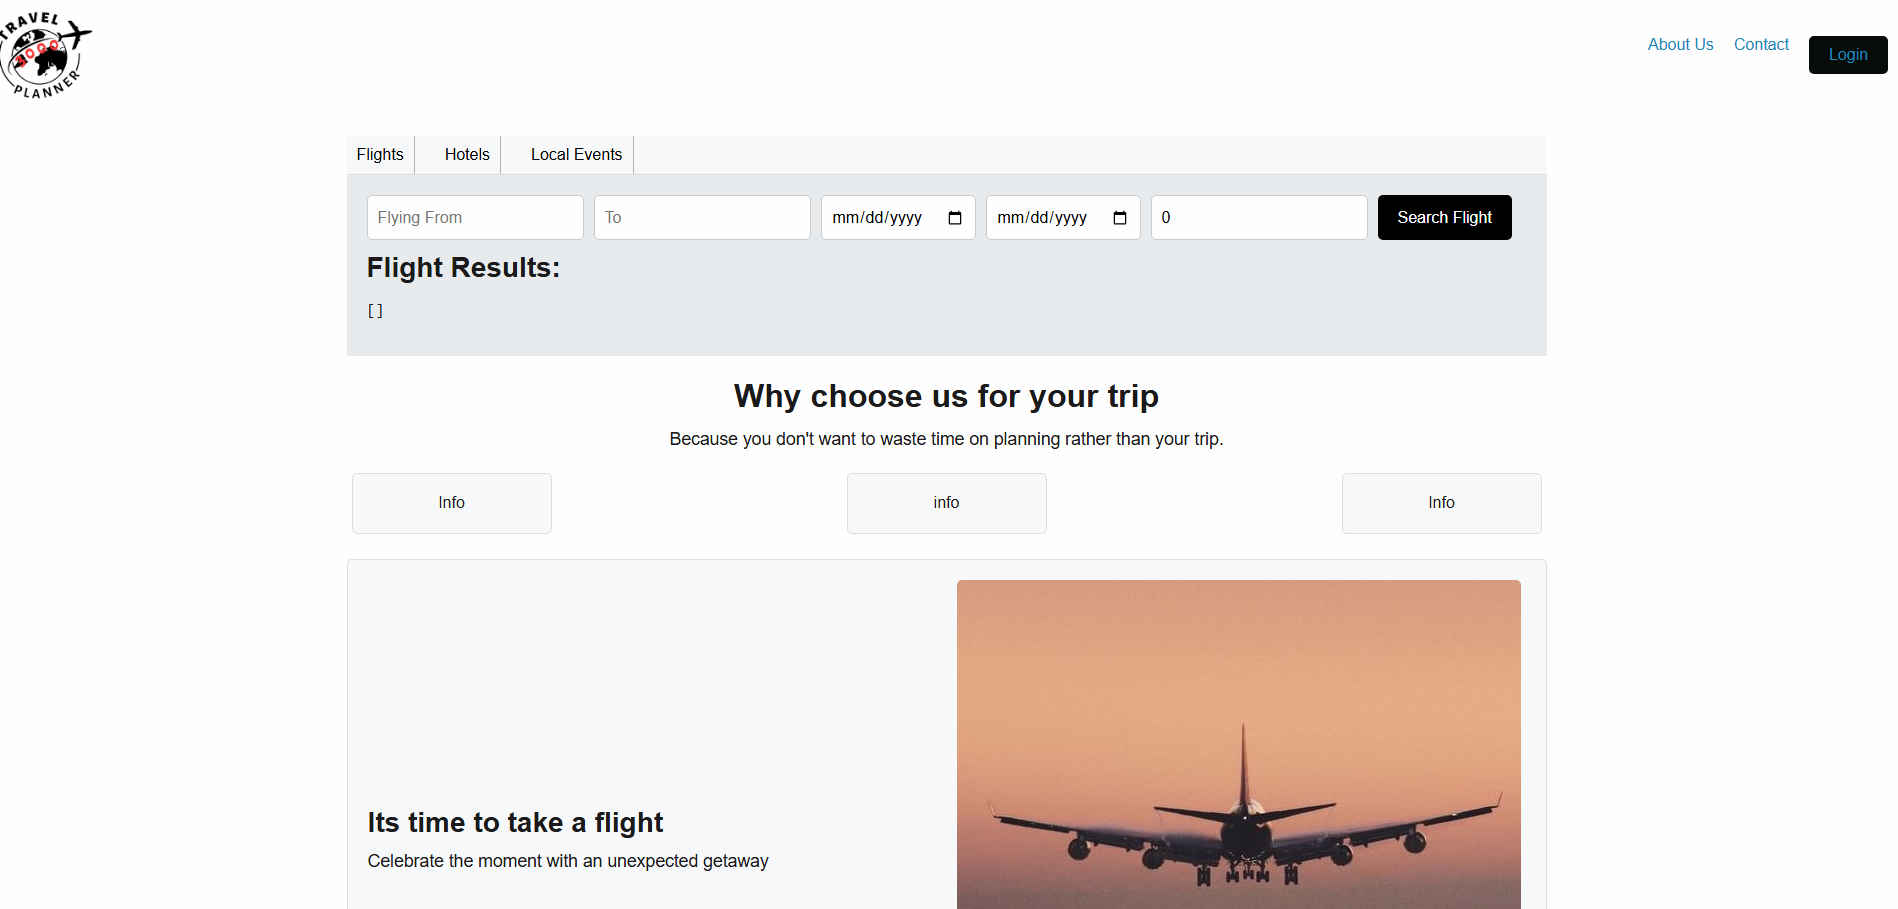 TRAVEL
3000
PLANNER
About Us
Contact
Login
Flights
Hotels
Local Events
Flying From
To
mm/dd/yyyy
mm/dd/yyyy
0
Search Flight
Flight Results:
[]
Why choose us for your trip
Because you don't want to waste time on planning rather than your trip.
Info
info
Info
Its time to take a flight
Celebrate the moment with an unexpected getaway